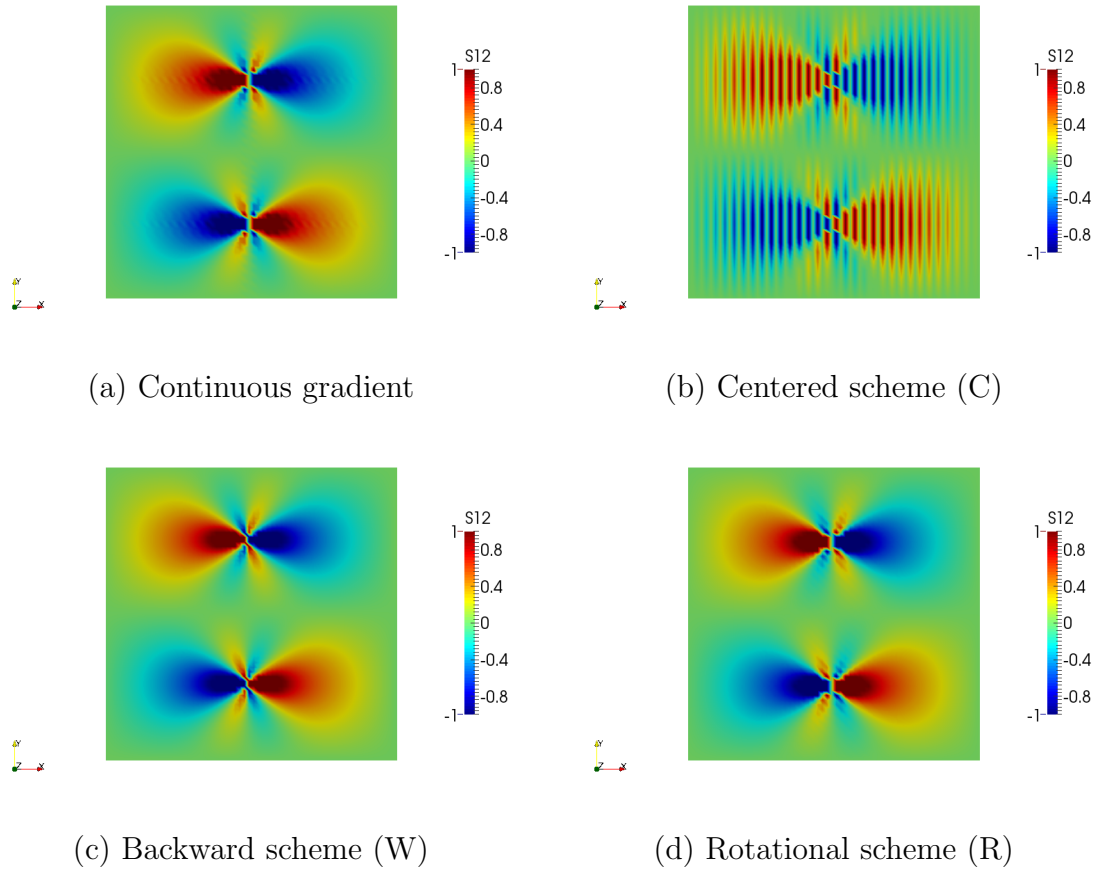 S12
1
0.8
0.4
0
-0.4
-0.8
-1
Y
Z X
(a) Continuous gradient
S12
1
0.8
0.4
0
-0.4
-0.8
-1
Y
Z X
(b) Centered scheme (C)
S12
1
0.8
0.4
0
-0.4
-0.8
-1
Y
Z X
(c) Backward scheme (W)
S12
1
0.8
0.4
0
-0.4
-0.8
-1
Y
Z X
(d) Rotational scheme (R)